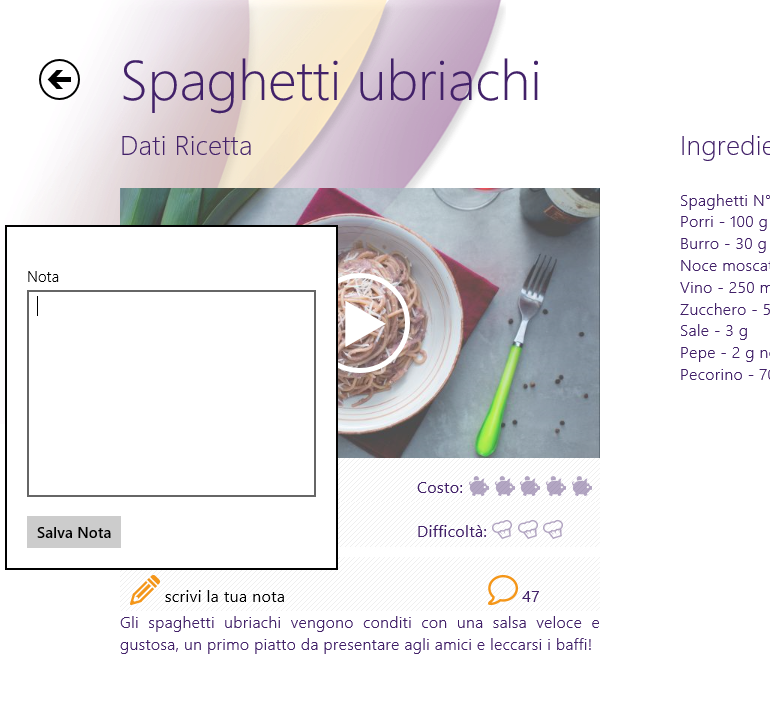 Spaghetti ubriachi
Dati Ricetta
Nota
Salva Nota
Costo:
Difficoltà:
scrivi la tua nota
47
Gli spaghetti ubriachi vengono conditi con una salsa veloce e
gustosa, un primo piatto da presentare agli amici e leccarsi i baffi!
Ingredie
Spaghetti N°
Porri - 100 g
Burro - 30 g
Noce moscat
Vino - 250 m
Zucchero - 5
Sale - 3 g
Pepe - 2 g n
Pecorino - 70